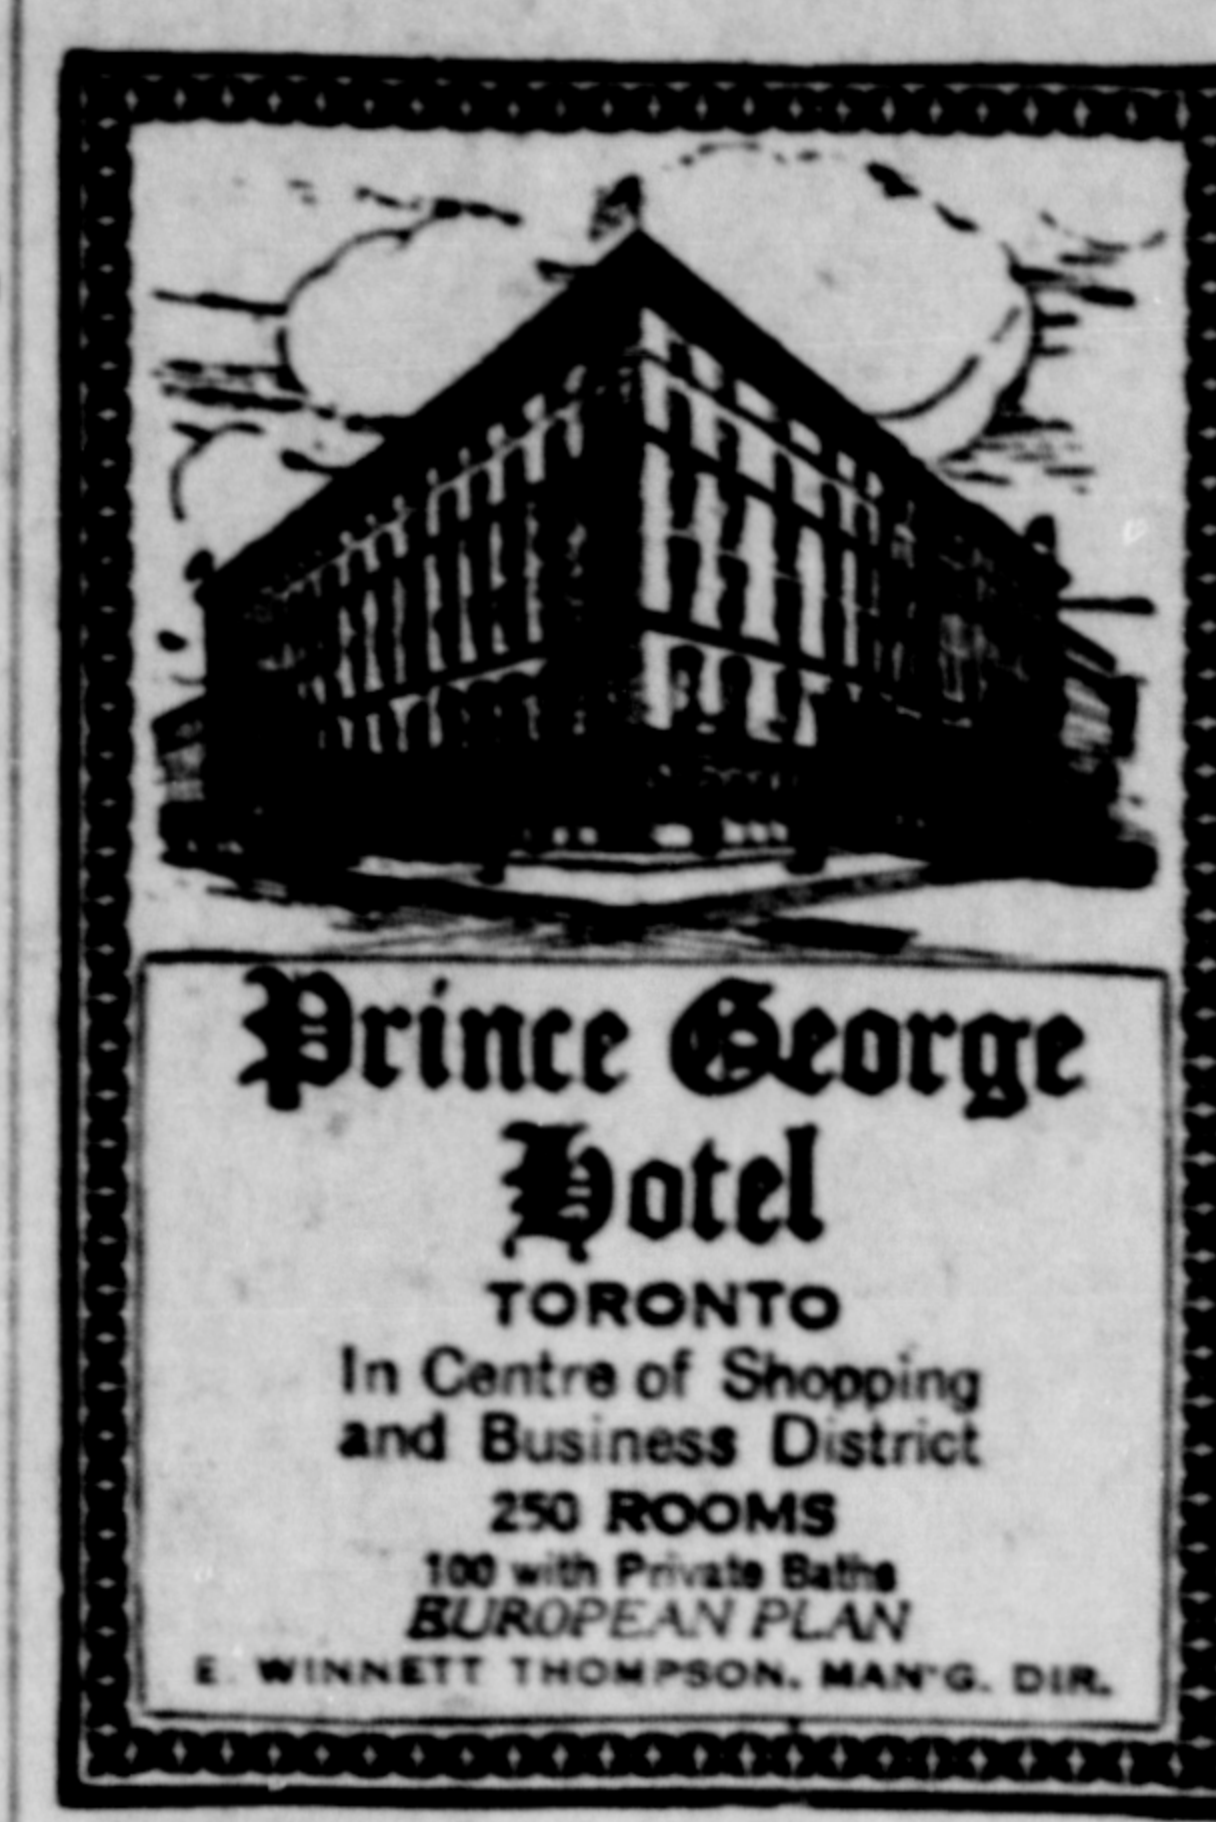 Prince George
Hotel
TORONTO
In Centre of Shopping
and Business District
250 ROOMS
100 with Private Baths
EUROPEAN PLAN
E. WINNETT THOMPSON. MAN'G. DIR.